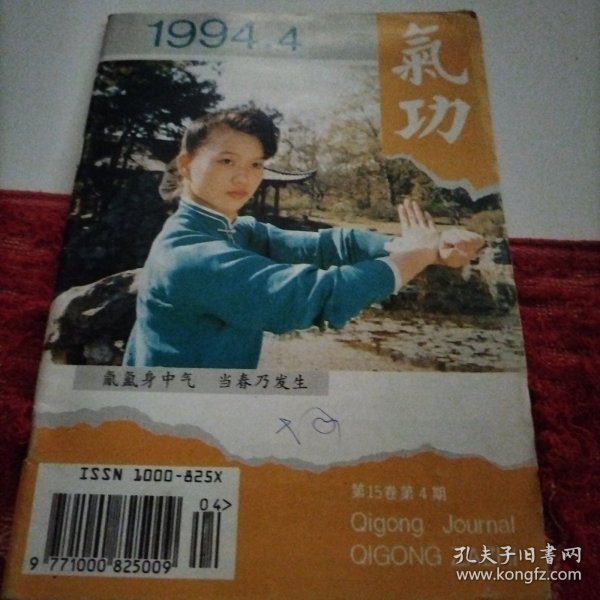 1994.4
氣功
氤氲身中气 当春乃发生
ISSN 1000-825X
04>
9 771000 825009
第15卷第4期
Qigong Journal
QIGONG
孔夫子旧书网
www.kongfz.com